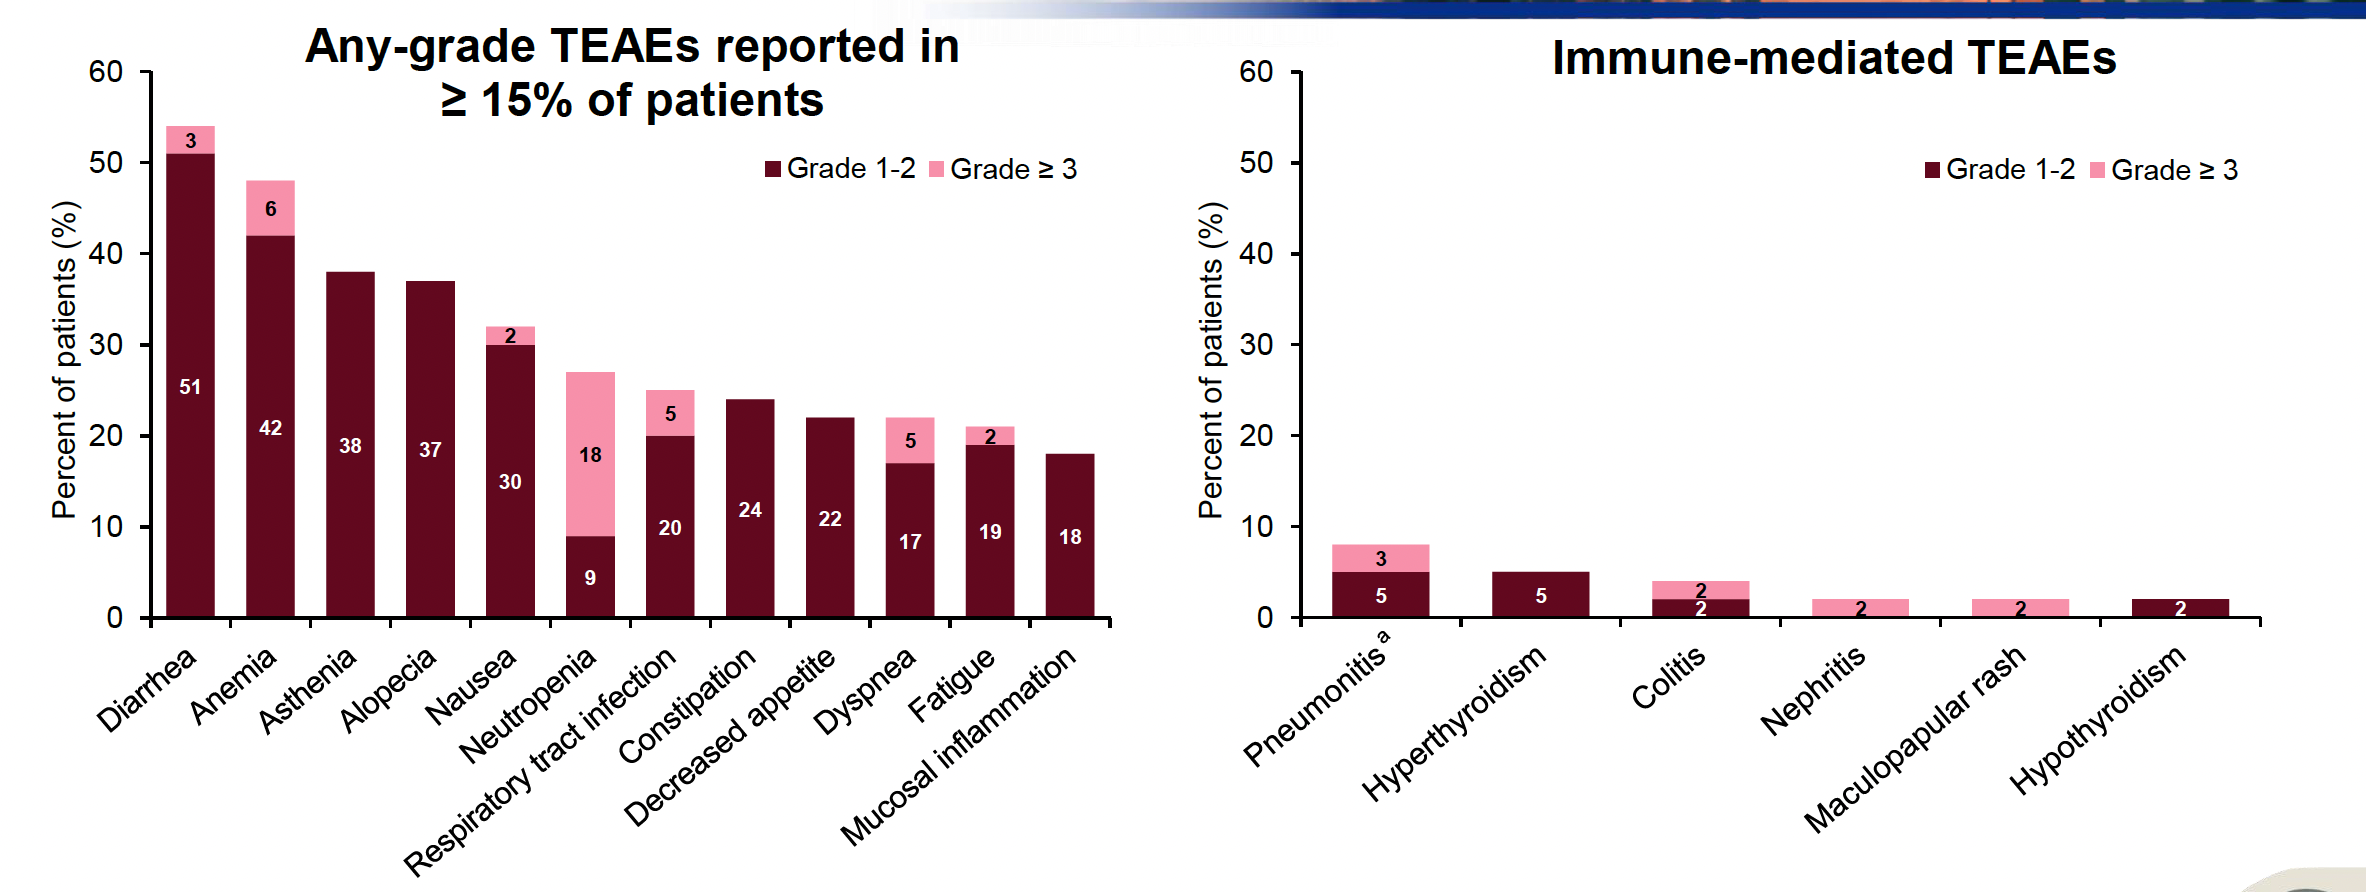 Any-grade TEAEs reported in
≥ 15% of patients
Grade 1-2 Grade ≥ 3
Percent of patients (%)
60
50
40
30
20
10
0
3
51
6
42
38
37
2
30
18
9
5
20
24
22
5
17
2
19
18
Diarrhea
Anemia
Asthenia
Alopecia
Nausea
Neutropenia
Respiratory tract infection
Constipation
Decreased appetite
Dyspnea
Fatigue
Mucosal inflammation
Immune-mediated TEAEs
Grade 1-2 Grade ≥ 3
Percent of patients (%)
60
50
40
30
20
10
0
3
5
5
2
2
2
2
2
Pneumonitis a
Hyperthyroidism
Colitis
Nephritis
Maculopapular rash
Hypothyroidism